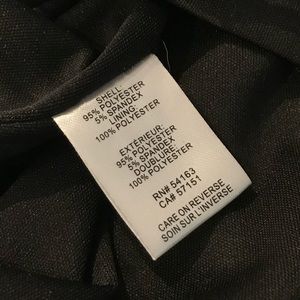 SHELL
95% POLYESTER
5% SPANDEX
LINING:
100% POLYESTER
EXTÉRIEUR:
95% POLYESTER
5% SPANDEX
DOUBLURE:
100% POLYESTER
RN# 54163
CA# 57151
CARE ON REVERSE
SOIN SUR L'INVERSE